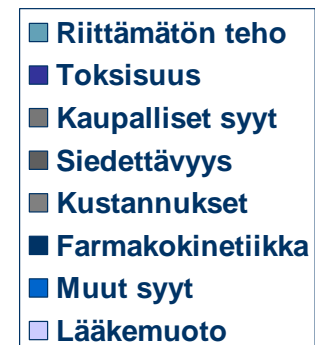 Riittämätön teho
Toksisuus
Kaupalliset syyt
Siedettävyys
Kustannukset
Farmakokinetiikka
Muut syyt
Lääkemuoto